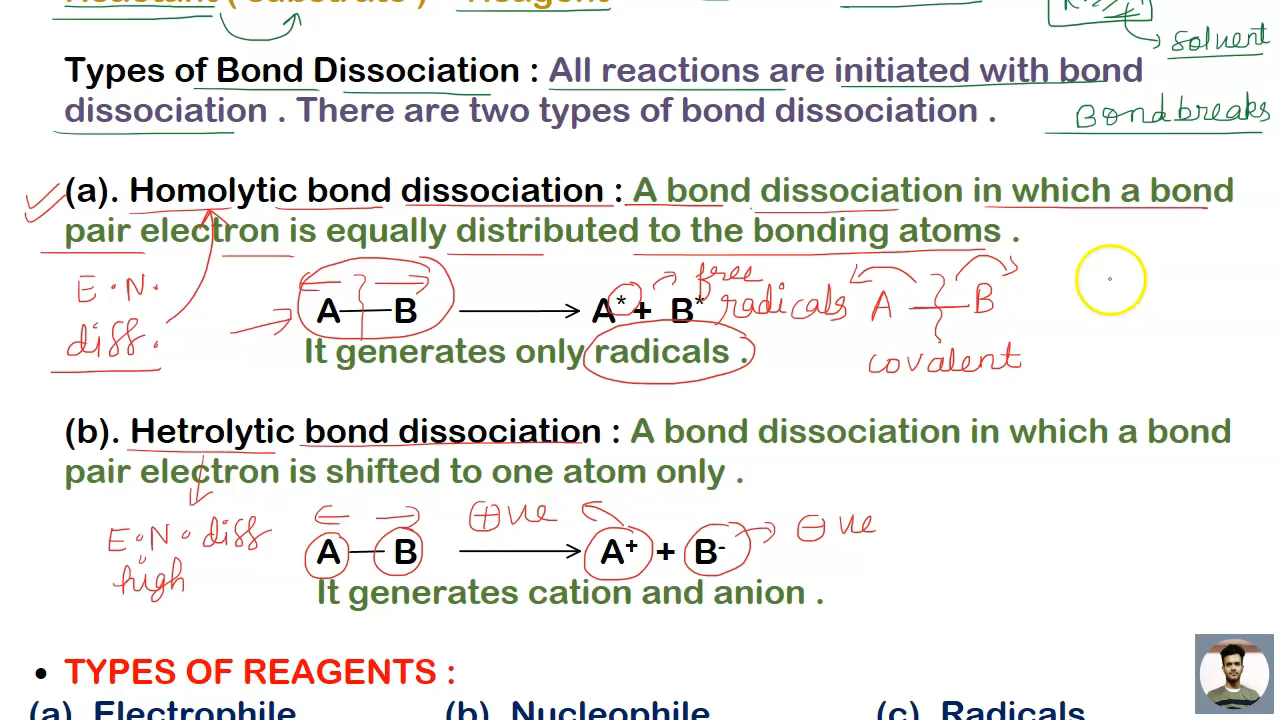 Reactant ( Substrate ) Reagent
solvent
Types of Bond Dissociation : All reactions are initiated with bond
dissociation . There are two types of bond dissociation .
Bond breaks
(a). Homolytic bond dissociation : A bond dissociation in which a bond
pair electron is equally distributed to the bonding atoms .
E.N.
diff.
A B A* + B*
free
radicals
A B
covalent
It generates only radicals .
(b). Hetrolytic bond dissociation : A bond dissociation in which a bond
pair electron is shifted to one atom only .
E.N. diff
high
⊕ve
⊖ve
A B A+ + B-
It generates cation and anion .
• TYPES OF REAGENTS :
(a). Electrophile (b). Nucleophile (c). Radicals